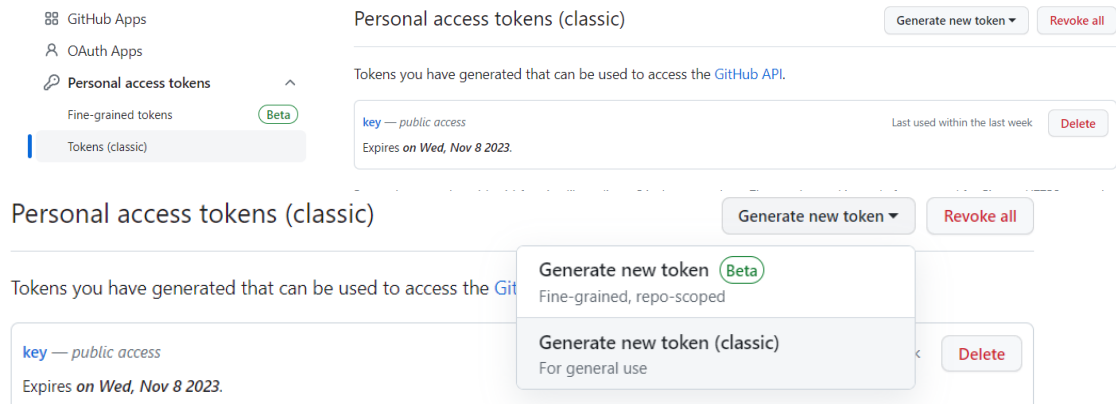 GitHub Apps
OAuth Apps
Personal access tokens
Fine-grained tokens Beta
Tokens (classic)
Personal access tokens (classic)
Generate new token
Revoke all
Tokens you have generated that can be used to access the GitHub API.
key — public access
Last used within the last week
Delete
Expires on Wed, Nov 8 2023.
Personal access tokens (classic)
Generate new token
Revoke all
Tokens you have generated that can be used to access the Git
Generate new token Beta
Fine-grained, repo-scoped
Generate new token (classic)
For general use
key — public access
Delete
Expires on Wed, Nov 8 2023.